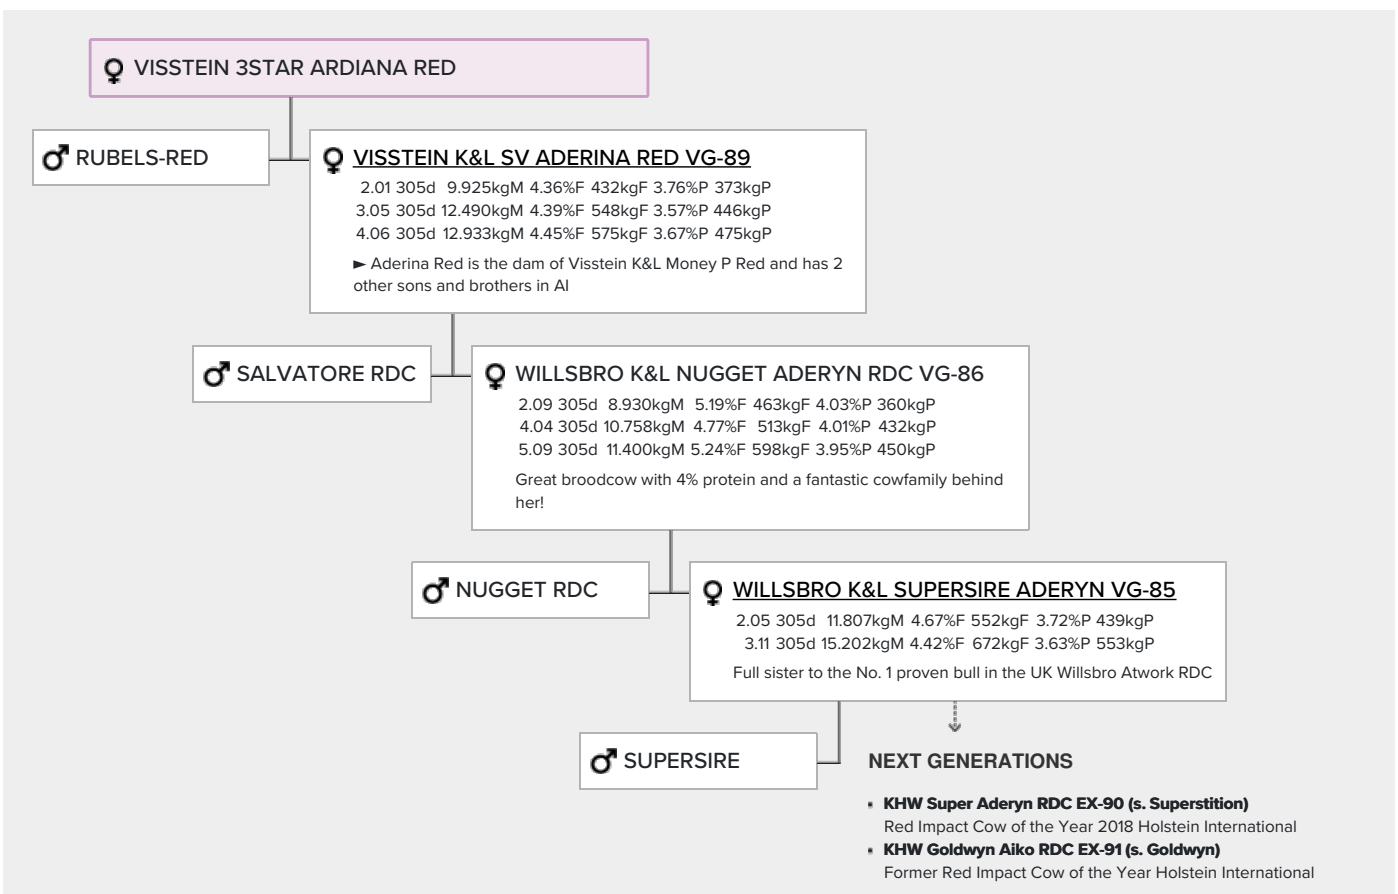 VISSTEIN 3STAR ARDIANA RED
RUBELS-RED
VISSTEIN K&L SV ADERINA RED VG-89
2.01 305d 9.925kgM 4.36%F 432kgF 3.76%P 373kgP
3.05 305d 12.490kgM 4.39%F 548kgF 3.57%P 446kgP
4.06 305d 12.933kgM 4.45%F 575kgF 3.67%P 475kgP
► Aderina Red is the dam of Visstein K&L Money P Red and has 2
other sons and brothers in AI
SALVATORE RDC
WILLSBRO K&L NUGGET ADERYN RDC VG-86
2.09 305d 8.930kgM 5.19%F 463kgF 4.03%P 360kgP
4.04 305d 10.758kgM 4.77%F 513kgF 4.01%P 432kgP
5.09 305d 11.400kgM 5.24%F 598kgF 3.95%P 450kgP
Great broodcow with 4% protein and a fantastic cowfamily behind
her!
NUGGET RDC
WILLSBRO K&L SUPERSIRE ADERYN VG-85
2.05 305d 11.807kgM 4.67%F 552kgF 3.72%P 439kgP
3.11 305d 15.202kgM 4.42%F 672kgF 3.63%P 553kgP
Full sister to the No. 1 proven bull in the UK Willsbro Atwork RDC
SUPERSIRE
NEXT GENERATIONS
▪ KHW Super Aderyn RDC EX-90 (s. Superstition)
Red Impact Cow of the Year 2018 Holstein International
▪ KHW Goldwyn Aiko RDC EX-91 (s. Goldwyn)
Former Red Impact Cow of the Year Holstein International